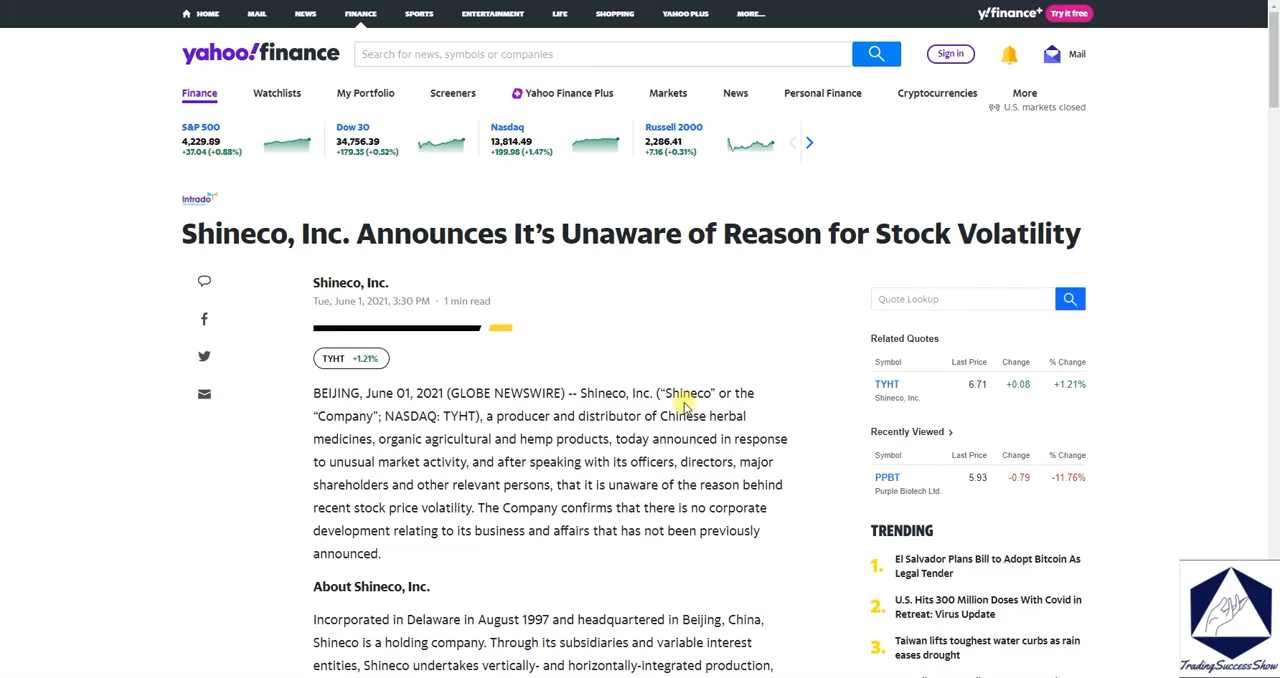 HOME MAIL NEWS FINANCE SPORTS ENTERTAINMENT LIFE SHOPPING YAHOO PLUS MORE... y!finance+ Try it free
yahoo!finance Search for news, symbols or companies Sign in Mail
Finance Watchlists My Portfolio Screeners Yahoo Finance Plus Markets News Personal Finance Cryptocurrencies More
U.S. markets closed
S&P 500 Dow 30 Nasdaq Russell 2000
4,229.89 34,756.39 13,814.49 2,286.41
+37.04 (+0.88%) +179.35 (+0.52%) +199.98 (+1.47%) +7.16 (+0.31%)
Intrado
Shineco, Inc. Announces It’s Unaware of Reason for Stock Volatility
Shineco, Inc.
Tue, June 1, 2021, 3:30 PM · 1 min read
TYHT +1.21%
BEIJING, June 01, 2021 (GLOBE NEWSWIRE) -- Shineco, Inc. (“Shineco” or the
“Company”; NASDAQ: TYHT), a producer and distributor of Chinese herbal
medicines, organic agricultural and hemp products, today announced in response
to unusual market activity, and after speaking with its officers, directors, major
shareholders and other relevant persons, that it is unaware of the reason behind
recent stock price volatility. The Company confirms that there is no corporate
development relating to its business and affairs that has not been previously
announced.
About Shineco, Inc.
Incorporated in Delaware in August 1997 and headquartered in Beijing, China,
Shineco is a holding company. Through its subsidiaries and variable interest
entities, Shineco undertakes vertically- and horizontally-integrated production,
Quote Lookup
Related Quotes
Symbol Last Price Change % Change
TYHT 6.71 +0.08 +1.21%
Shineco, Inc.
Recently Viewed
Symbol Last Price Change % Change
PPBT 5.93 -0.79 -11.76%
Purple Biotech Ltd.
TRENDING
1. El Salvador Plans Bill to Adopt Bitcoin As
Legal Tender
2. U.S. Hits 300 Million Doses With Covid in
Retreat: Virus Update
3. Taiwan lifts toughest water curbs as rain
eases drought
TradingSuccessShow